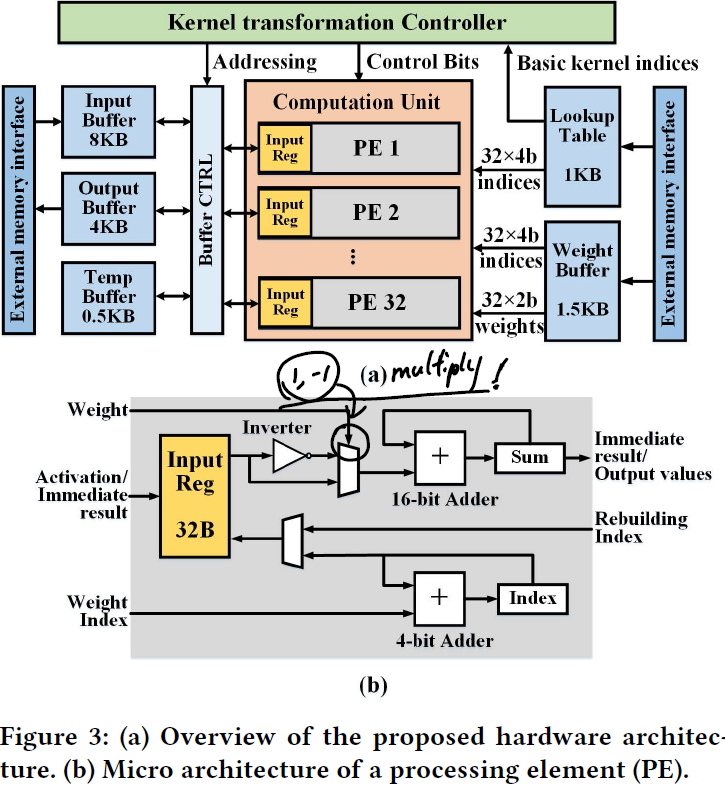 Kernel transformation Controller
Addressing
Control Bits
Basic kernel indices
External memory interface
Input
Buffer
8KB
Output
Buffer
4KB
Temp
Buffer
0.5KB
Buffer CTRL
Computation Unit
Input
Reg
PE 1
Input
Reg
PE 2
...
Input
Reg
PE 32
32×4b
indices
32×4b
indices
32×2b
weights
Lookup
Table
1KB
Weight
Buffer
1.5KB
External memory interface
(a)
1, -1
multiply!
Weight
Inverter
Activation/
Immediate
result
Input
Reg
32B
+
16-bit Adder
Sum
Immediate
result/
Output values
Rebuilding
Index
Weight
Index
+
4-bit Adder
Index
(b)
Figure 3: (a) Overview of the proposed hardware architec-
ture. (b) Micro architecture of a processing element (PE).